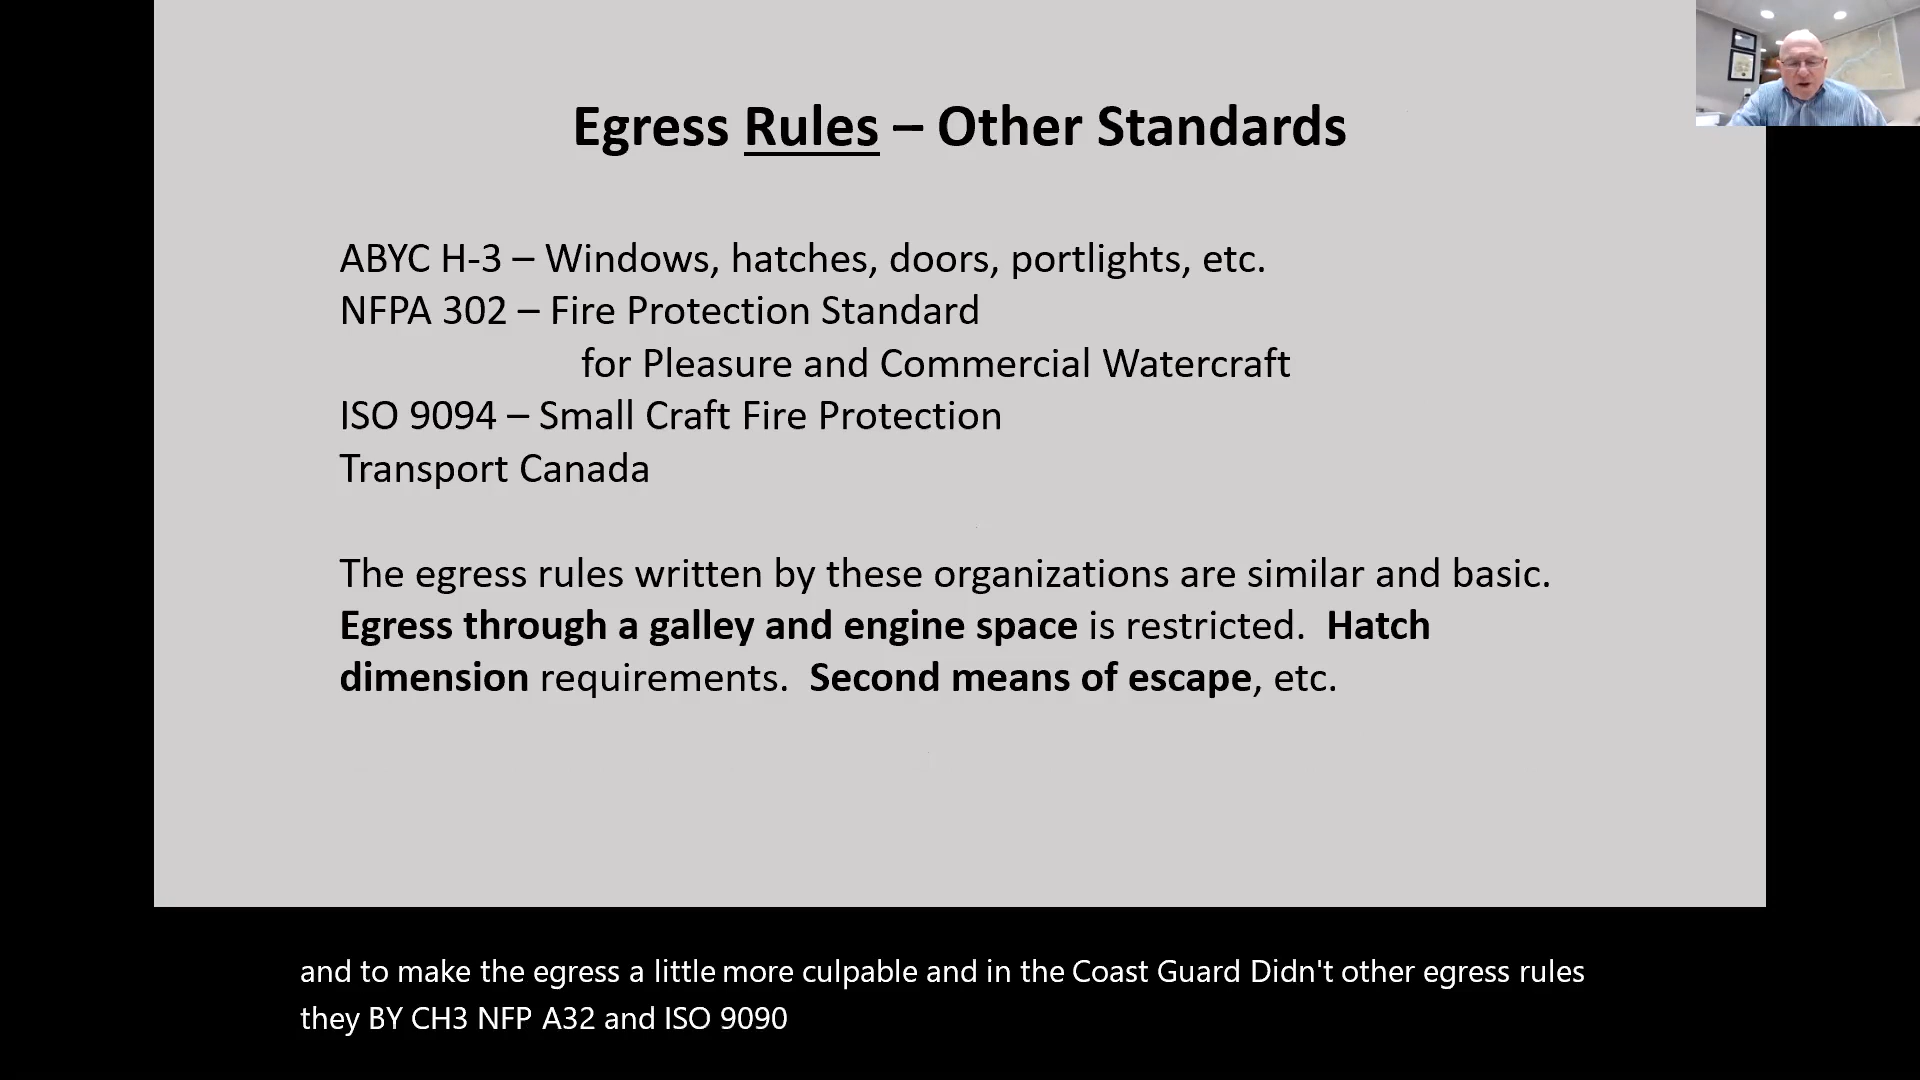 Egress Rules – Other Standards
ABYC H-3 – Windows, hatches, doors, portlights, etc.
NFPA 302 – Fire Protection Standard
for Pleasure and Commercial Watercraft
ISO 9094 – Small Craft Fire Protection
Transport Canada
The egress rules written by these organizations are similar and basic.
Egress through a galley and engine space is restricted.  Hatch
dimension requirements.  Second means of escape, etc.
and to make the egress a little more culpable and in the Coast Guard Didn't other egress rules
they BY CH3 NFP A32 and ISO 9090